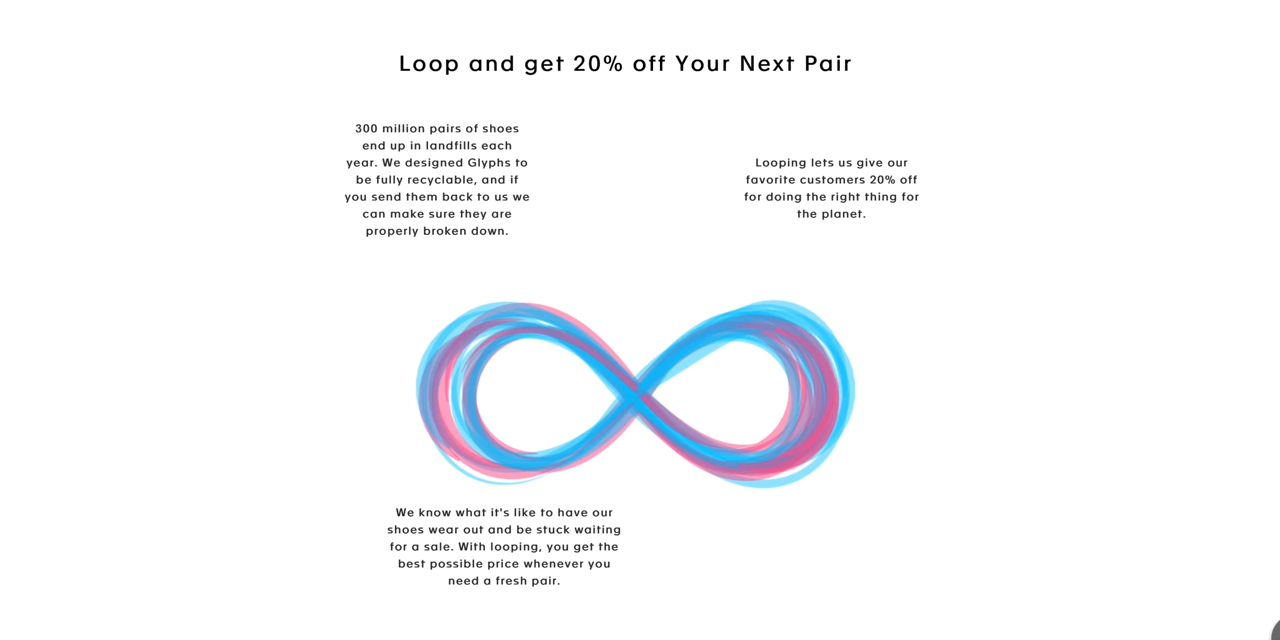 Loop and get 20% off Your Next Pair
300 million pairs of shoes
end up in landfills each
year. We designed Glyphs to
be fully recyclable, and if
you send them back to us we
can make sure they are
properly broken down.
Looping lets us give our
favorite customers 20% off
for doing the right thing for
the planet.
We know what it's like to have our
shoes wear out and be stuck waiting
for a sale. With looping, you get the
best possible price whenever you
need a fresh pair.